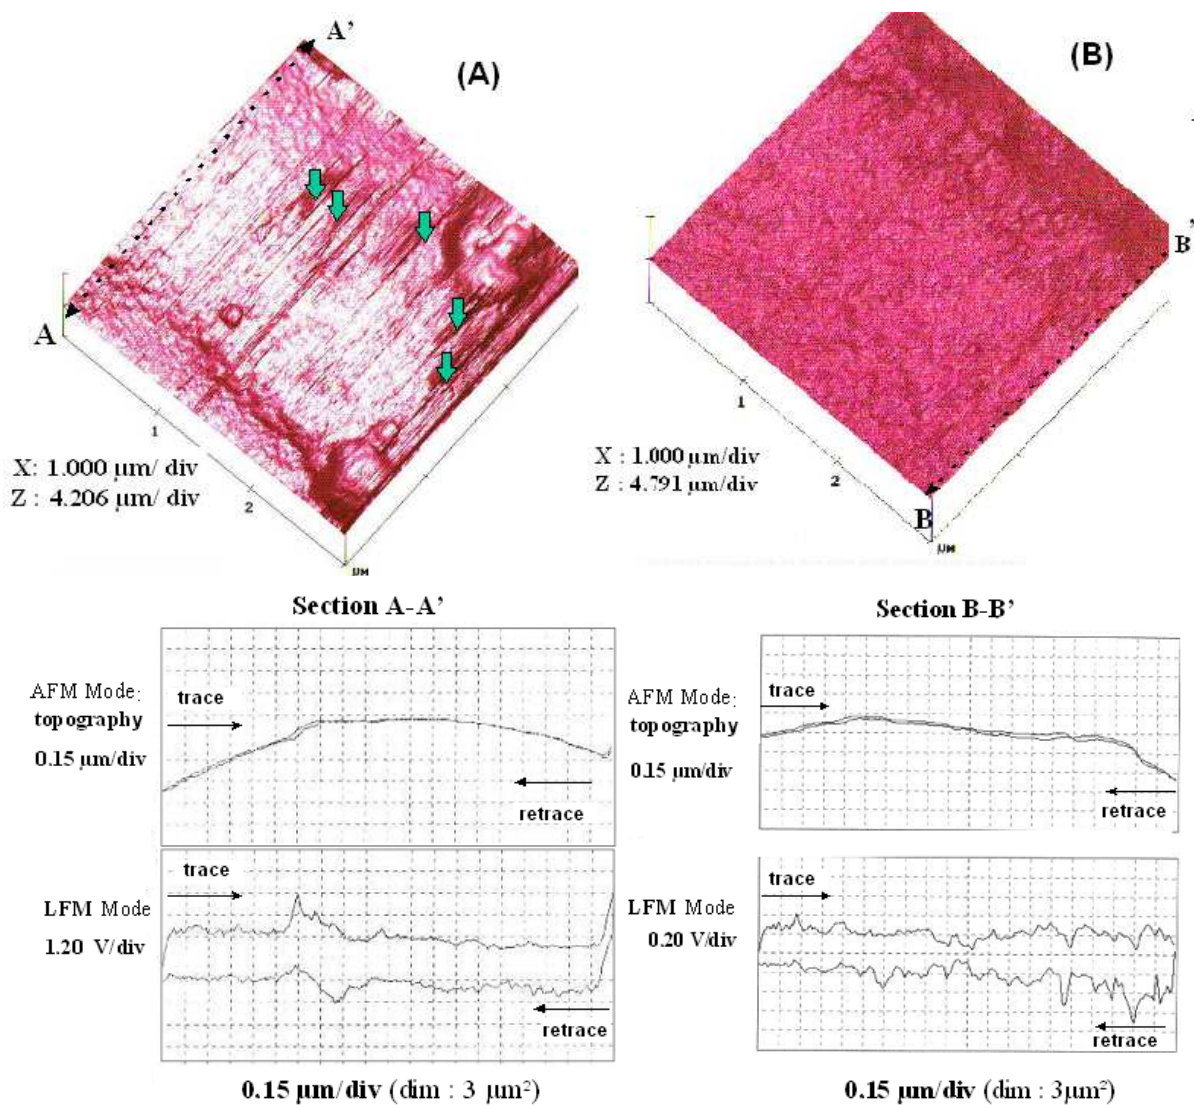 A’
(A)
A
1
2
µM
X: 1.000 µm/ div
Z : 4.206 µm/ div
(B)
B’
1
2
B
µM
X : 1.000 µm/div
Z : 4.791 µm/div
Section A-A’
AFM Mode:
topography
0.15 µm/div
trace
retrace
LFM Mode
1.20 V/div
trace
retrace
0.15 µm/div (dim : 3 µm²)
Section B-B’
AFM Mode:
topography
0.15 µm/div
trace
retrace
LFM Mode
0.20 V/div
trace
retrace
0.15 µm/div (dim : 3µm²)